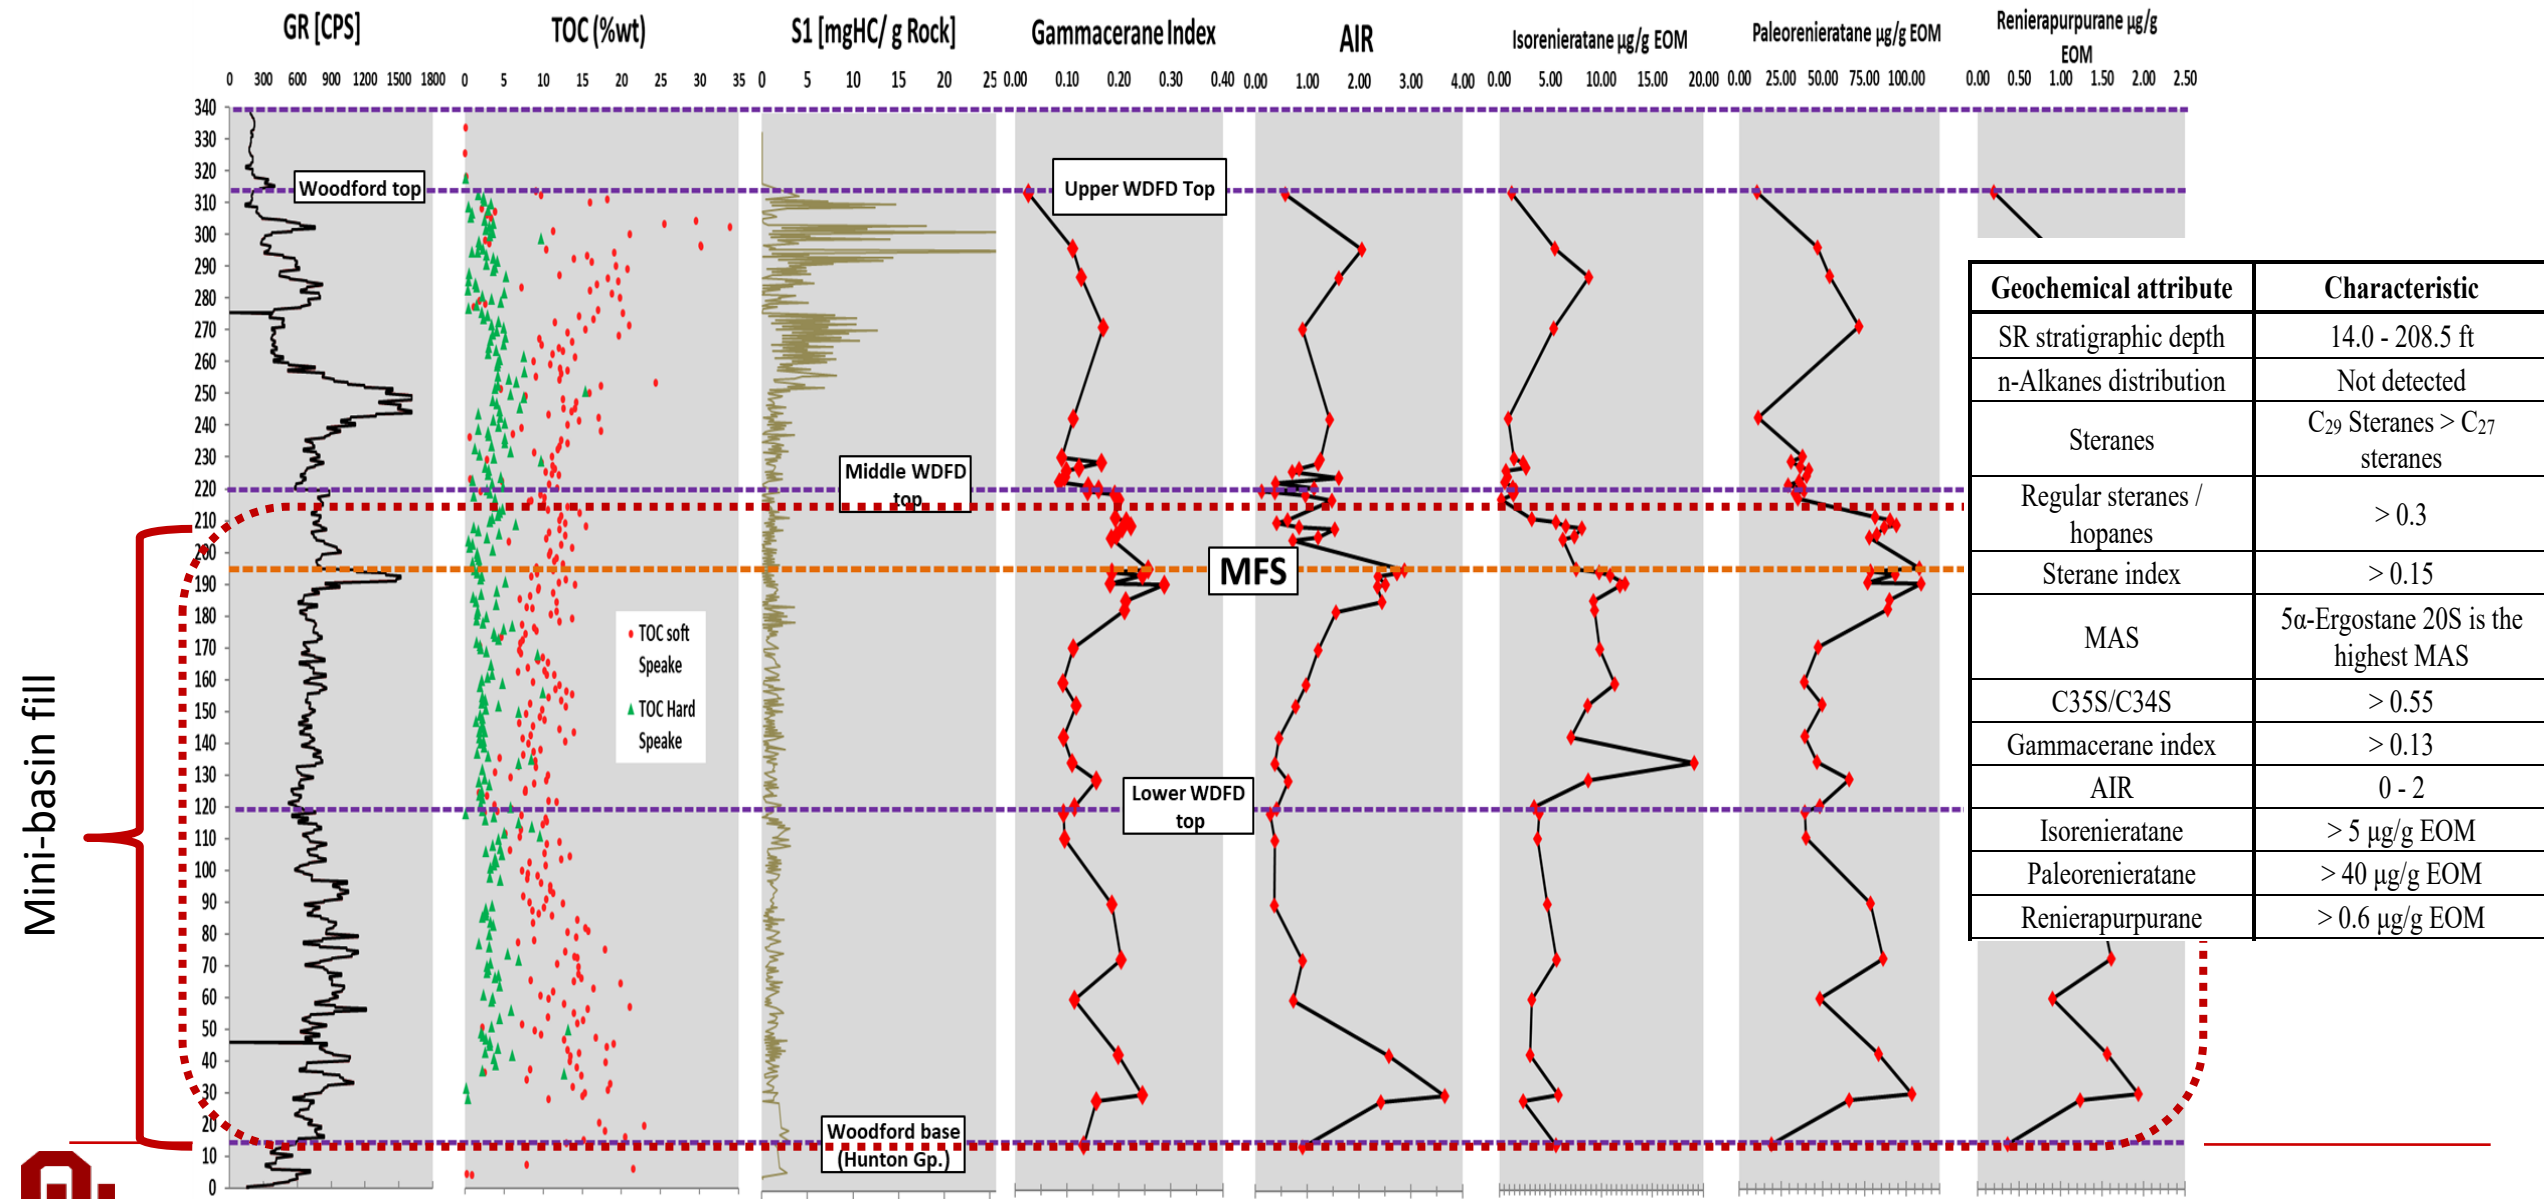 GR [CPS]
TOC (%wt)
S1 [mgHC/ g Rock]
Gammacerane Index
AIR
Isorenieratane µg/g EOM
Paleorenieratane µg/g EOM
Renierapurpurane µg/g
EOM
0 300 600 900 1200 1500 1800
0 5 10 15 20 25 30 35
0 5 10 15 20 25
0.00 0.10 0.20 0.30 0.40
0.00 1.00 2.00 3.00 4.00
0.00 5.00 10.00 15.00 20.00
0.00 25.00 50.00 75.00 100.00
0.00 0.50 1.00 1.50 2.00 2.50
340
330
320
310
300
290
280
270
260
250
240
230
220
210
200
190
180
170
160
150
140
130
120
110
100
90
80
70
60
50
40
30
20
10
0
Woodford top
Upper WDFD Top
Middle WDFD
top
MFS
TOC soft
Speake
TOC Hard
Speake
Lower WDFD
top
Woodford base
(Hunton Gp.)
Mini-basin fill
Geochemical attribute Characteristic
SR stratigraphic depth 14.0 - 208.5 ft
n-Alkanes distribution Not detected
Steranes C29 Steranes > C27
steranes
Regular steranes /
hopanes > 0.3
Sterane index > 0.15
MAS 5α-Ergostane 20S is the
highest MAS
C35S/C34S > 0.55
Gammacerane index > 0.13
AIR 0 - 2
Isorenieratane > 5 µg/g EOM
Paleorenieratane > 40 µg/g EOM
Renierapurpurane > 0.6 µg/g EOM